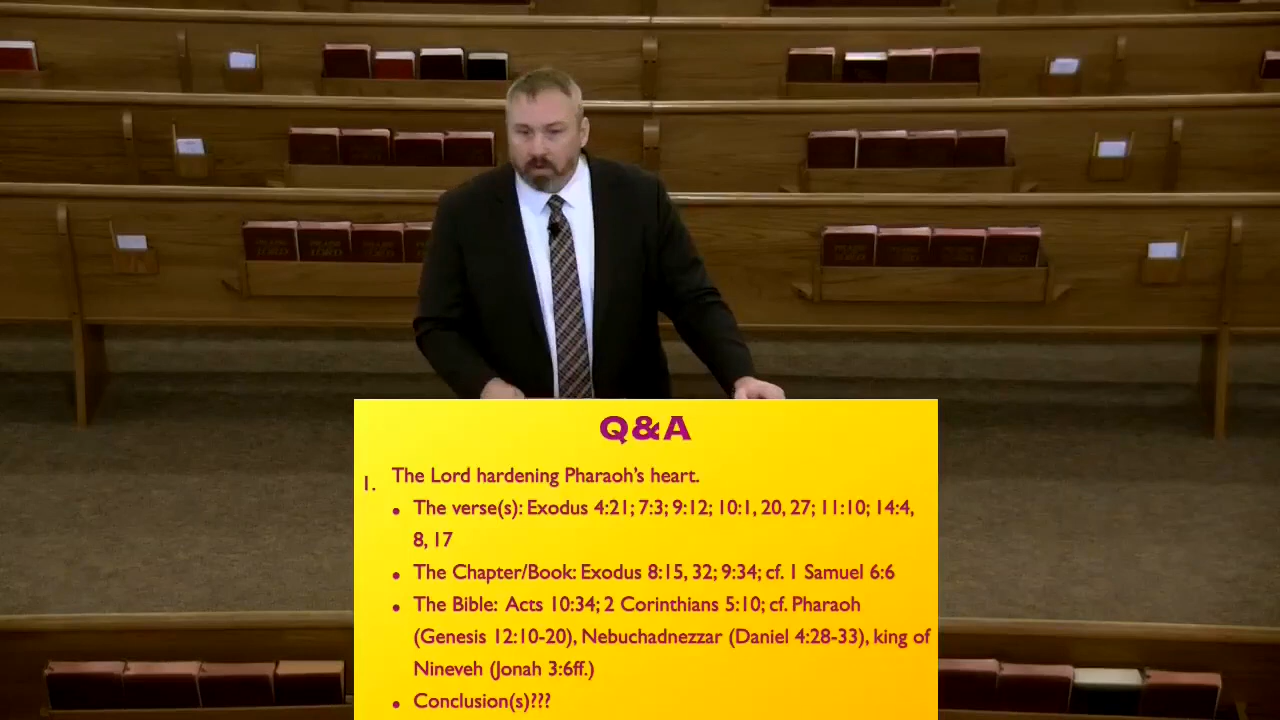 Q&A
1. The Lord hardening Pharaoh's heart.
• The verse(s): Exodus 4:21; 7:3; 9:12; 10:1, 20, 27; 11:10; 14:4,
8, 17
• The Chapter/Book: Exodus 8:15, 32; 9:34; cf. 1 Samuel 6:6
• The Bible: Acts 10:34; 2 Corinthians 5:10; cf. Pharaoh
(Genesis 12:10-20), Nebuchadnezzar (Daniel 4:28-33), king of
Nineveh (Jonah 3:6ff.)
• Conclusion(s)???